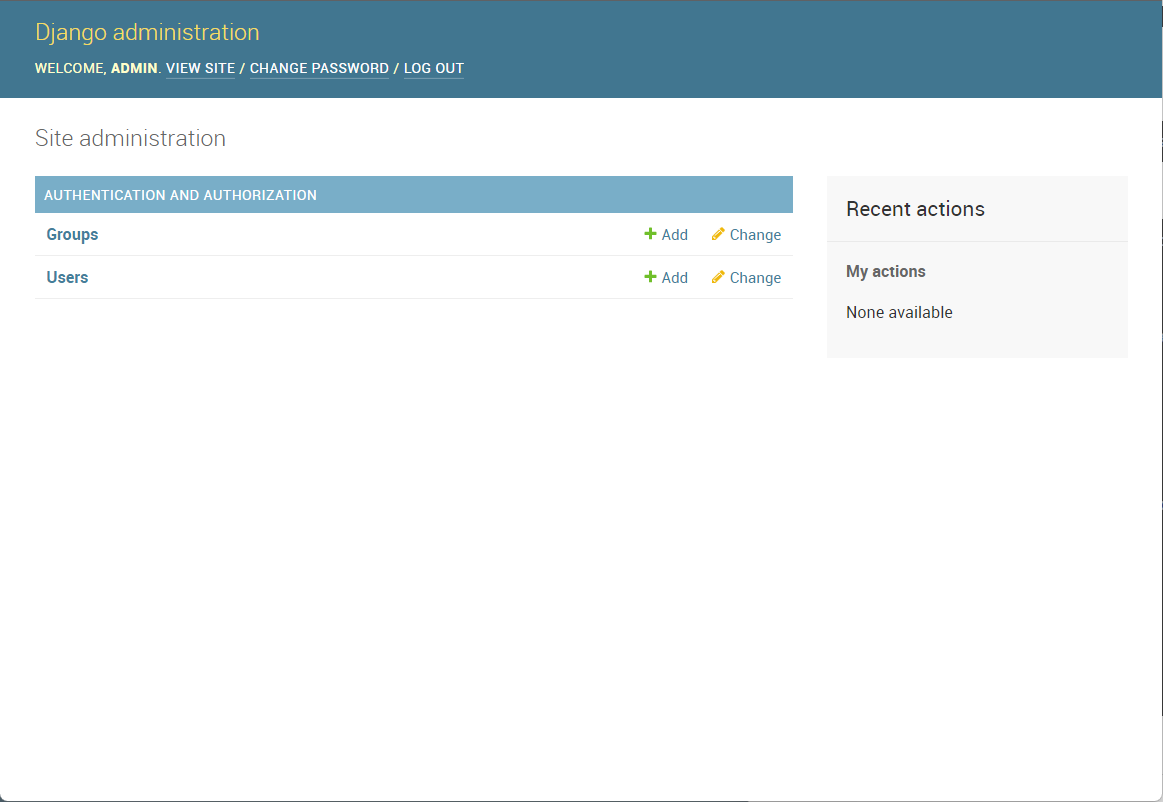 Django administration
WELCOME, ADMIN. VIEW SITE / CHANGE PASSWORD / LOG OUT
Site administration
AUTHENTICATION AND AUTHORIZATION
Groups Add Change
Users Add Change
Recent actions
My actions
None available